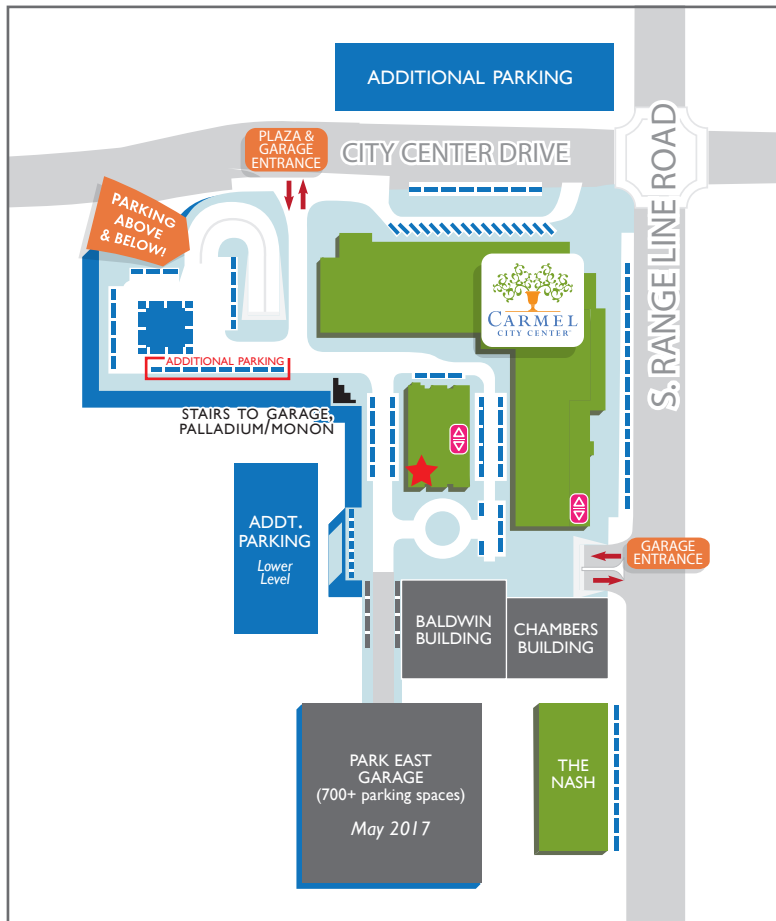 ADDITIONAL PARKING
PLAZA &
GARAGE
ENTRANCE
CITY CENTER DRIVE
S. RANGE LINE ROAD
PARKING
ABOVE
& BELOW!
CARMEL
CITY CENTER
ADDITIONAL PARKING
STAIRS TO GARAGE,
PALLADIUM/MONON
ADDT.
PARKING
Lower
Level
GARAGE
ENTRANCE
BALDWIN
BUILDING
CHAMBERS
BUILDING
PARK EAST
GARAGE
(700+ parking spaces)
May 2017
THE
NASH